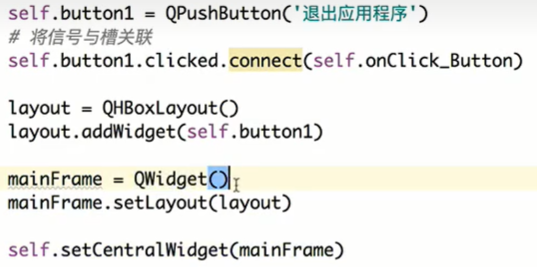 self.button1 = QPushButton('退出应用程序')
# 将信号与槽关联
self.button1.clicked.connect(self.onClick_Button)
layout = QHBoxLayout()
layout.addWidget(self.button1)
mainFrame = QWidget()
mainFrame.setLayout(layout)
self.setCentralWidget(mainFrame)